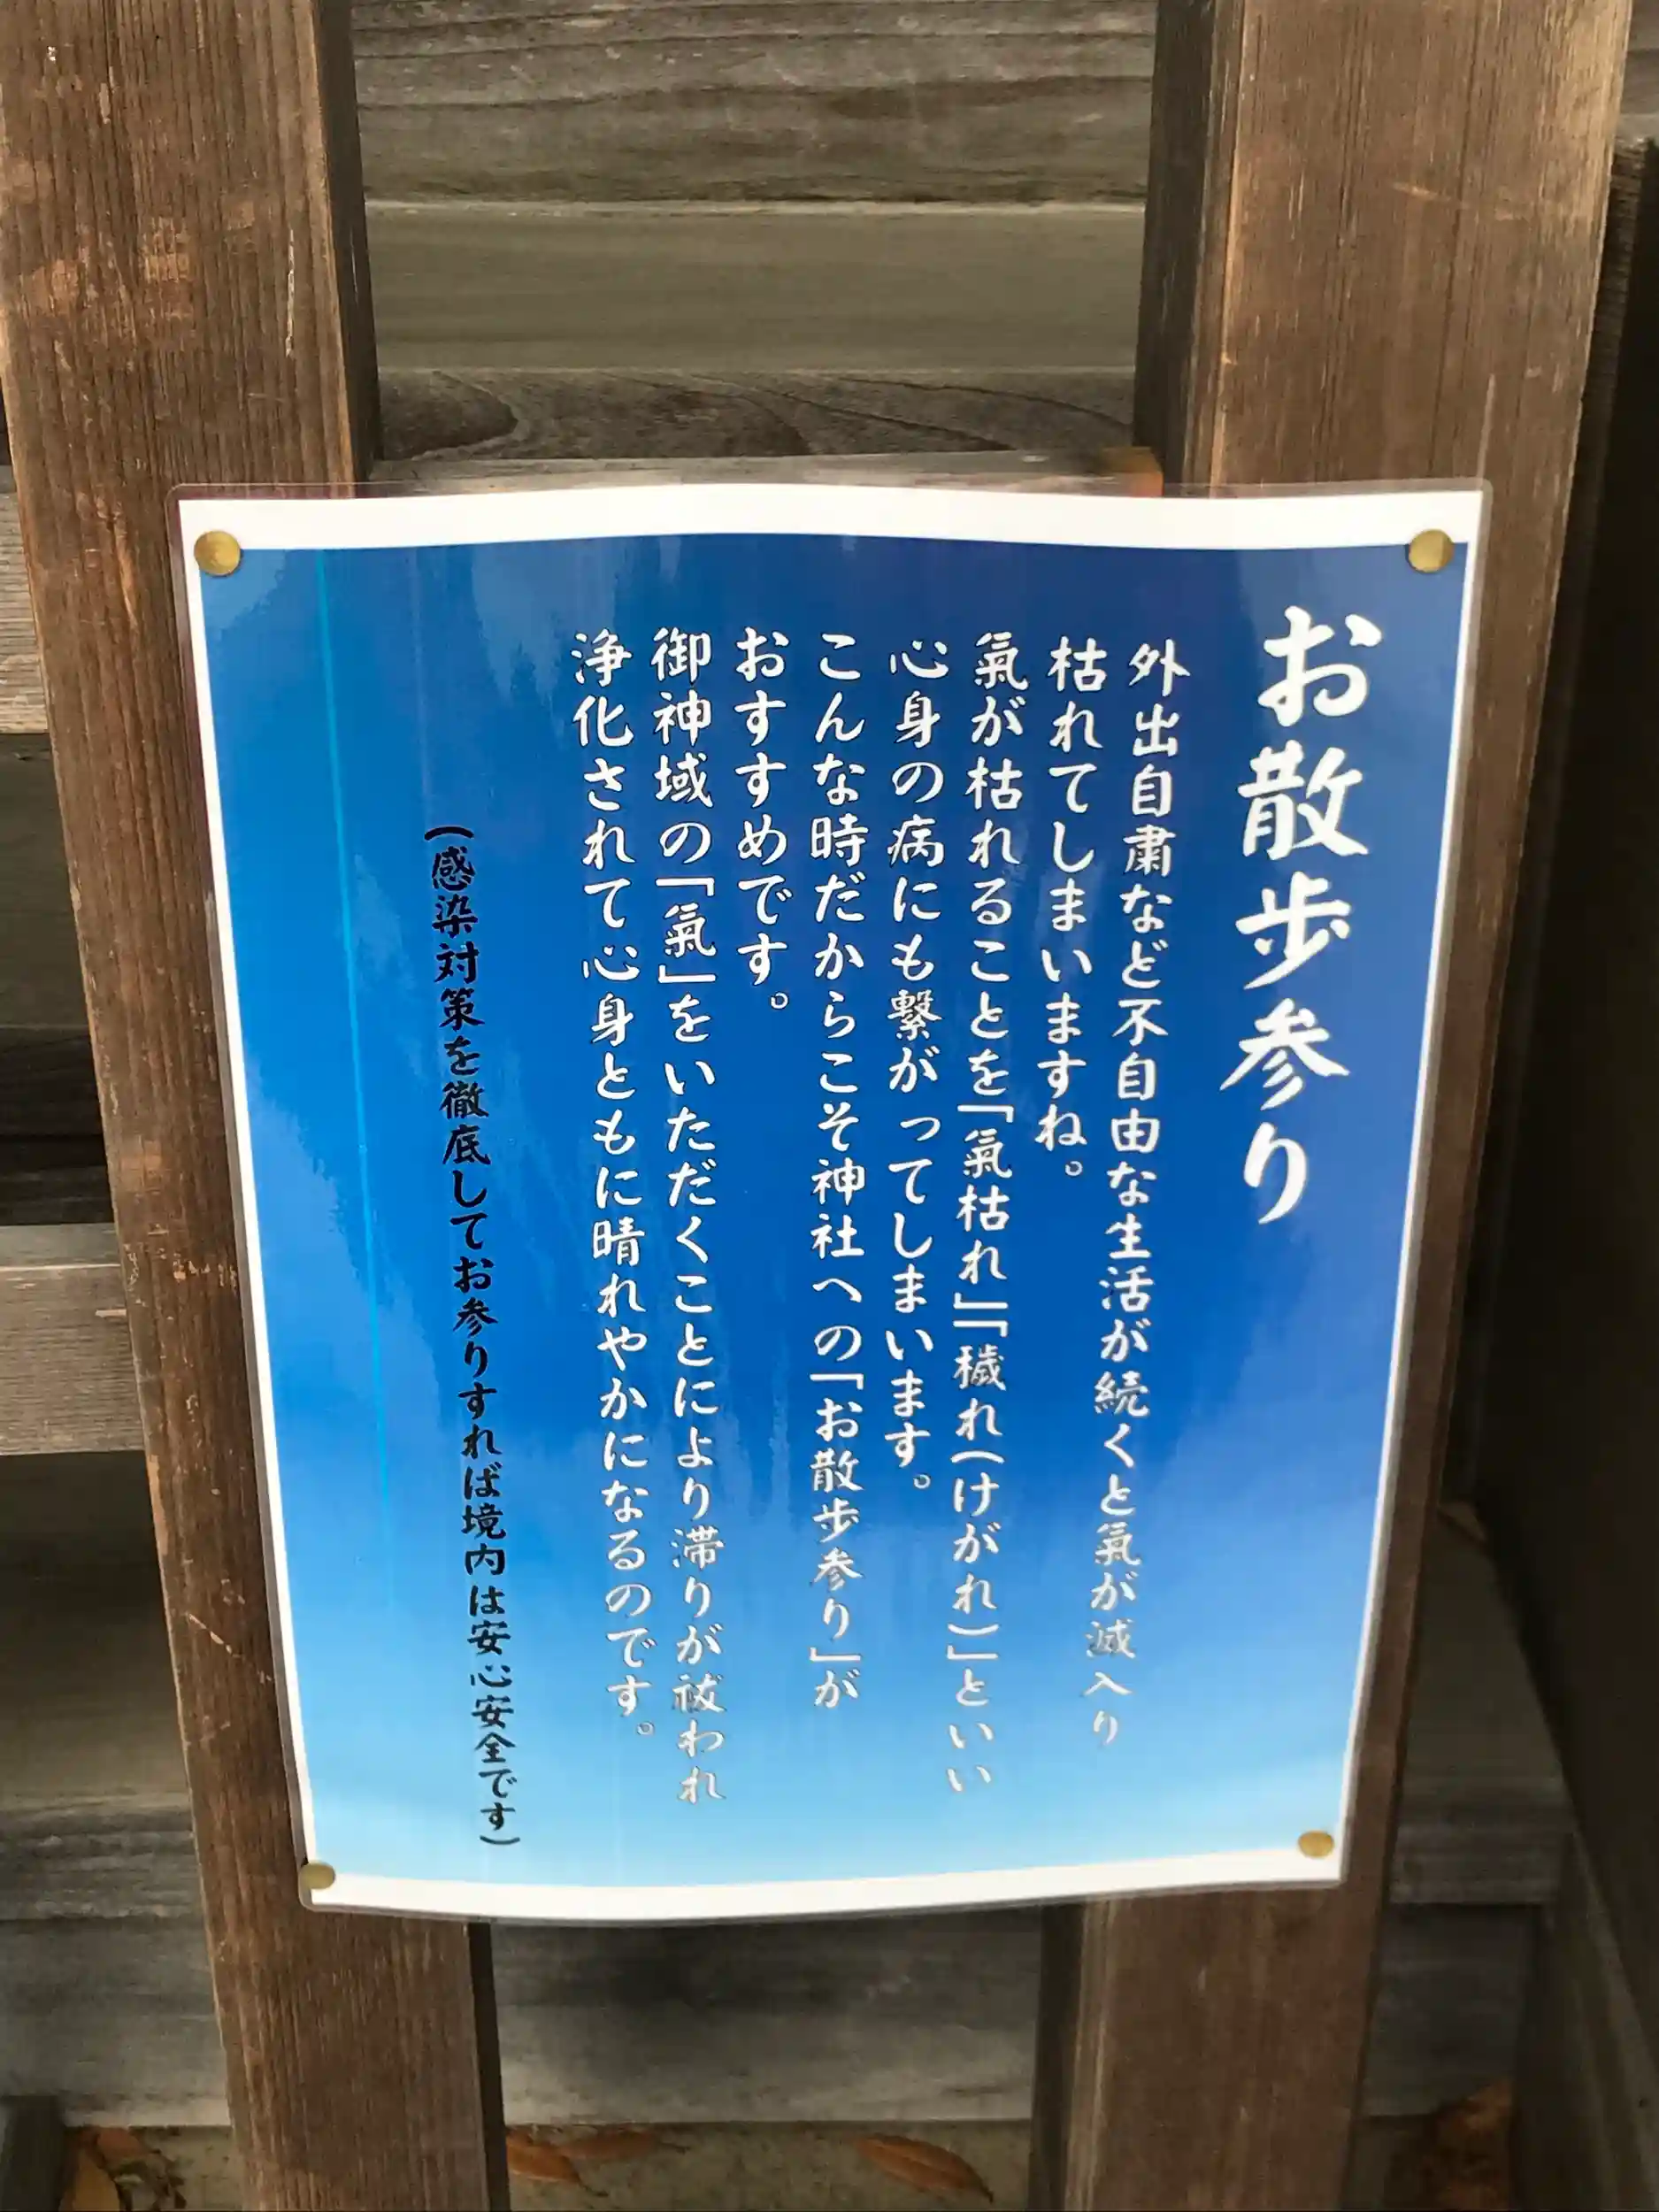 お散歩参り
外出自粛など不自由な生活が続くと氣が滅入り
枯れてしまいますね。
氣が枯れることを「氣枯れ」「穢れ(けがれ)」といい
心身の病にも繋がってしまいます。
こんな時だからこそ神社への「お散歩参り」が
おすすめです。
御神域の「氣」をいただくことにより滞りが祓われ
浄化されて心身ともに晴れやかになるのです。
(感染対策を徹底してお参りすれば境内は安心安全です)